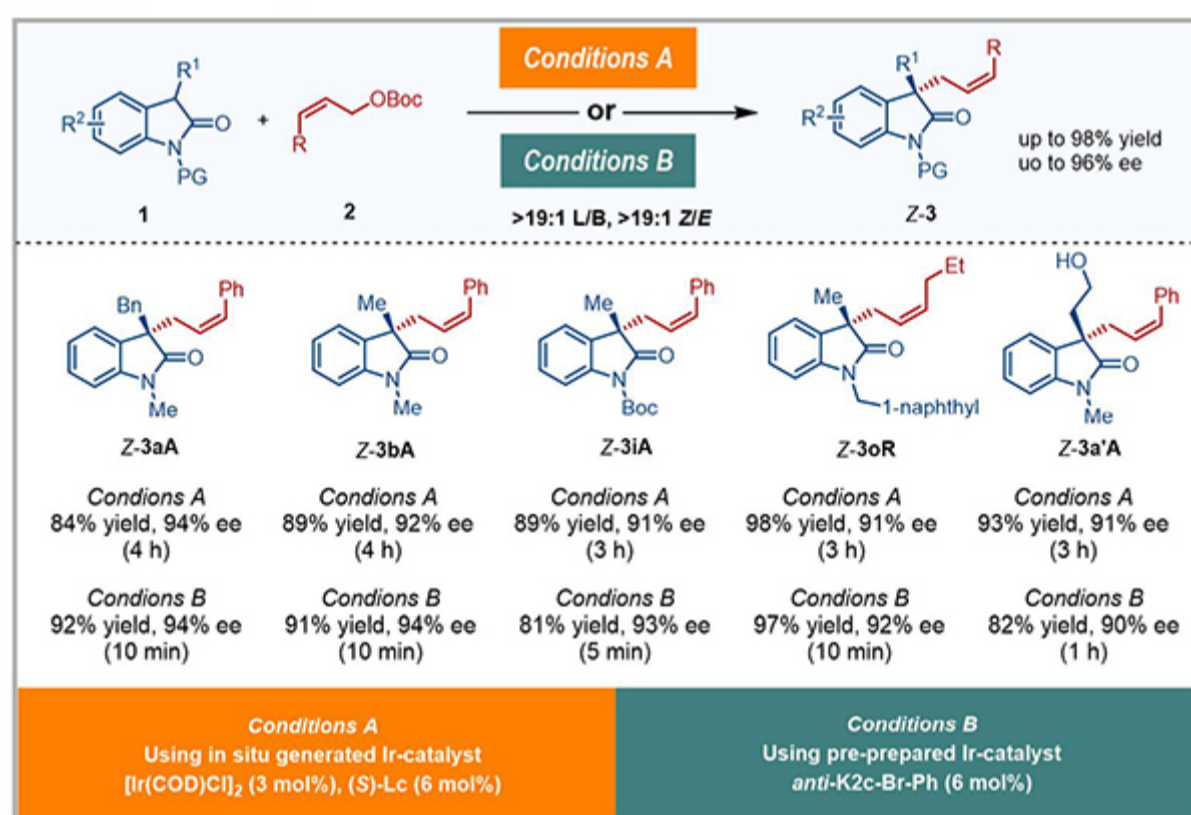 Conditions A
or
Conditions B
R¹
R²
N
PG
O
1
+
R
OBoc
2
>19:1 L/B, >19:1 Z/E
R¹
R
R²
N
PG
O
Z-3
up to 98% yield
uo to 96% ee
Bn
Ph
O
N
Me
Z-3aA
Me
Ph
O
N
Me
Z-3bA
Me
Ph
O
N
Boc
Z-3iA
Et
Me
O
N
1-naphthyl
Z-3oR
HO
Ph
O
N
Me
Z-3a'A
Condions A
84% yield, 94% ee
(4 h)
Condions A
89% yield, 92% ee
(4 h)
Condions A
89% yield, 91% ee
(3 h)
Condions A
98% yield, 91% ee
(3 h)
Condions A
93% yield, 91% ee
(3 h)
Condions B
92% yield, 94% ee
(10 min)
Condions B
91% yield, 94% ee
(10 min)
Condions B
81% yield, 93% ee
(5 min)
Condions B
97% yield, 92% ee
(10 min)
Condions B
82% yield, 90% ee
(1 h)
Conditions A
Using in situ generated Ir-catalyst
[Ir(COD)Cl]₂ (3 mol%), (S)-Lc (6 mol%)
Conditions B
Using pre-prepared Ir-catalyst
anti-K2c-Br-Ph (6 mol%)